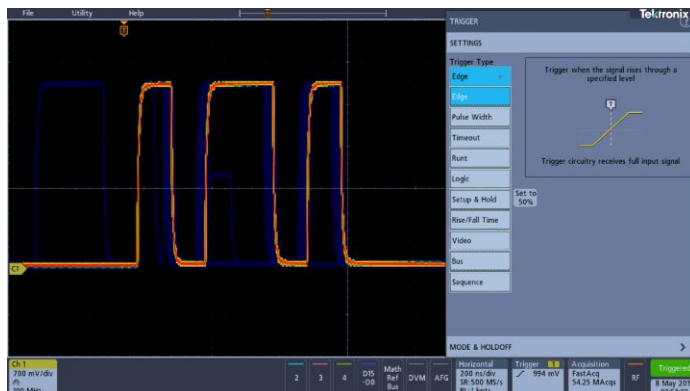 File Utility Help
Tektronix
TRIGGER
SETTINGS
Trigger Type
Edge
Edge
Pulse Width
Timeout
Runt
Logic
Setup & Hold
Rise/Fall Time
Video
Bus
Sequence
Trigger when the signal rises through a
specified level
Trigger circuitry receives full input signal
Set to
50%
MODE & HOLDOFF
C1
Ch 1
700 mV/div
2
3
4
D15
-D0
Math
Ref
Bus
DVM
AFG
Horizontal
200 ns/div
SR: 500 MS/s
Trigger 1
994 mV
Acquisition
FastAcq
54.25 MAcqs
RF
Triggered